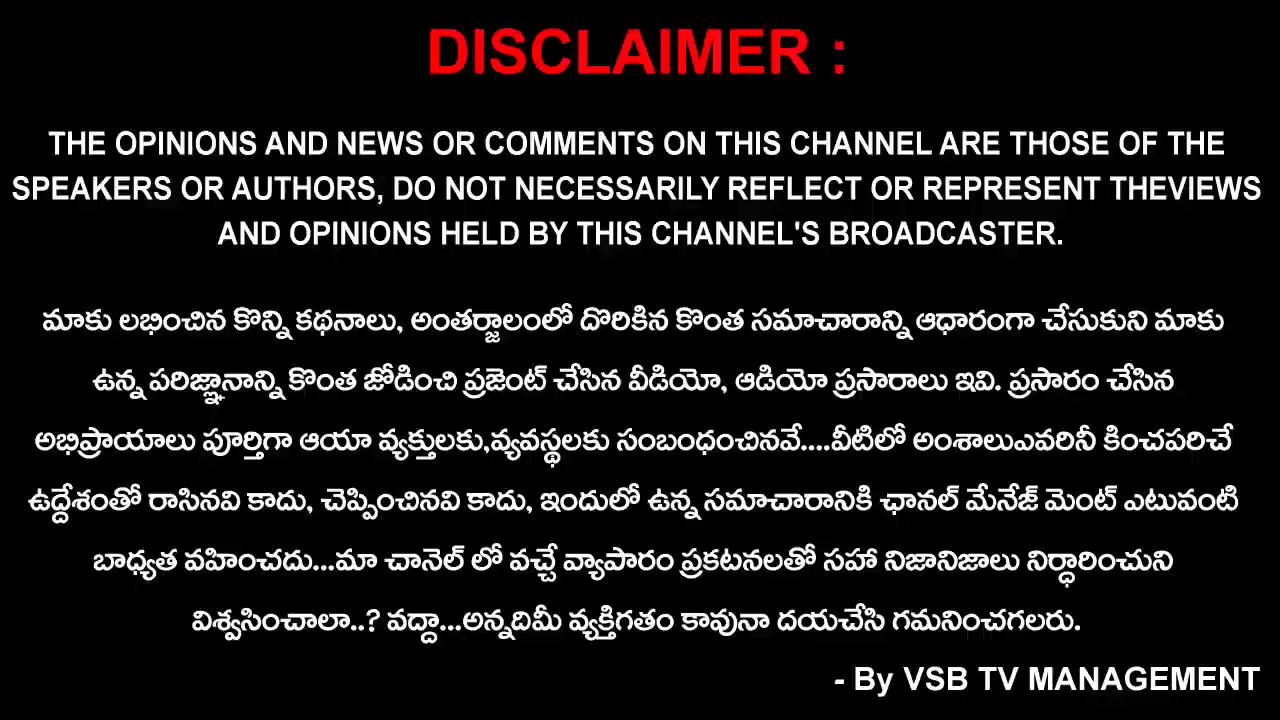 DISCLAIMER :
THE OPINIONS AND NEWS OR COMMENTS ON THIS CHANNEL ARE THOSE OF THE
SPEAKERS OR AUTHORS, DO NOT NECESSARILY REFLECT OR REPRESENT THEVIEWS
AND OPINIONS HELD BY THIS CHANNEL'S BROADCASTER.
మాకు లభించిన కొన్ని కథనాలు, అంతర్జాలంలో దొరికిన కొంత సమాచారాన్ని ఆధారంగా చేసుకుని మాకు
ఉన్న పరిజ్ఞానాన్ని కొంత జోడించి ప్రజెంట్ చేసిన వీడియో, ఆడియో ప్రసారాలు ఇవి. ప్రసారం చేసిన
అభిప్రాయాలు పూర్తిగా ఆయా వ్యక్తులకు,వ్యవస్థలకు సంబంధంచినవే....వీటిలో అంశాలుఎవరినీ కించపరిచే
ఉద్దేశంతో రాసినవి కాదు, చెప్పించినవి కాదు, ఇందులో ఉన్న సమాచారానికి ఛానల్ మేనేజ్ మెంట్ ఎటువంటి
బాధ్యత వహించదు...మా చానెల్ లో వచ్చే వ్యాపారం ప్రకటనలతో సహా నిజానిజాలు నిర్ధారించుని
విశ్వసించాలా..? వద్దా...అన్నదిమీ వ్యక్తిగతం కావునా దయచేసి గమనించగలరు.
- By VSB TV MANAGEMENT